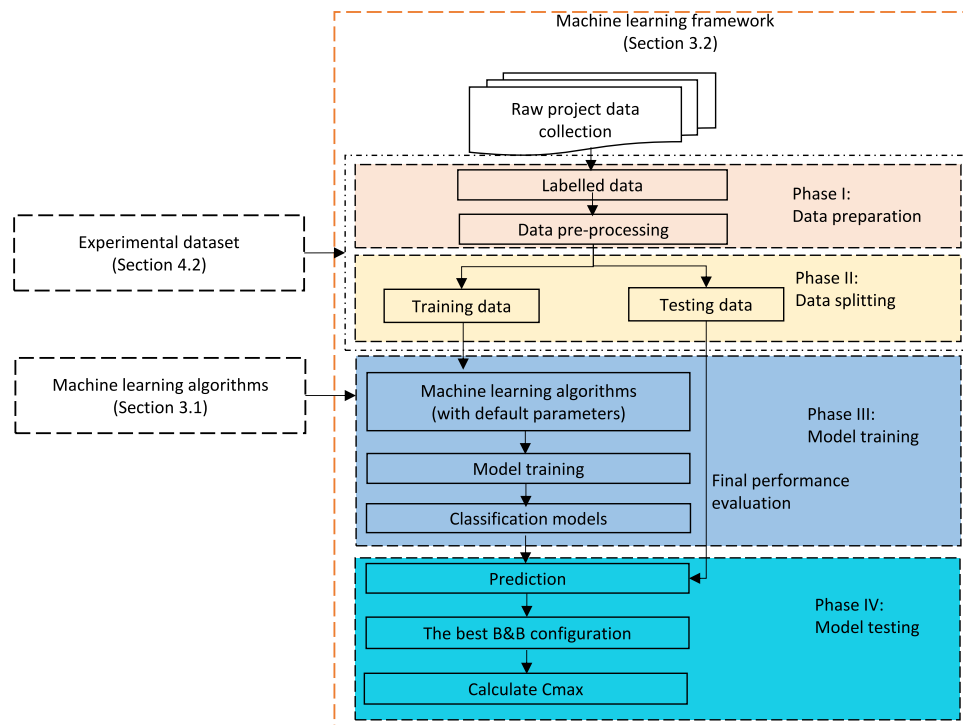 Machine learning framework
(Section 3.2)
Raw project data
collection
Labelled data
Phase I:
Data preparation
Data pre-processing
Experimental dataset
(Section 4.2)
Phase II:
Data splitting
Training data
Testing data
Machine learning algorithms
(Section 3.1)
Machine learning algorithms
(with default parameters)
Phase III:
Model training
Model training
Final performance
evaluation
Classification models
Prediction
Phase IV:
Model testing
The best B&B configuration
Calculate Cmax